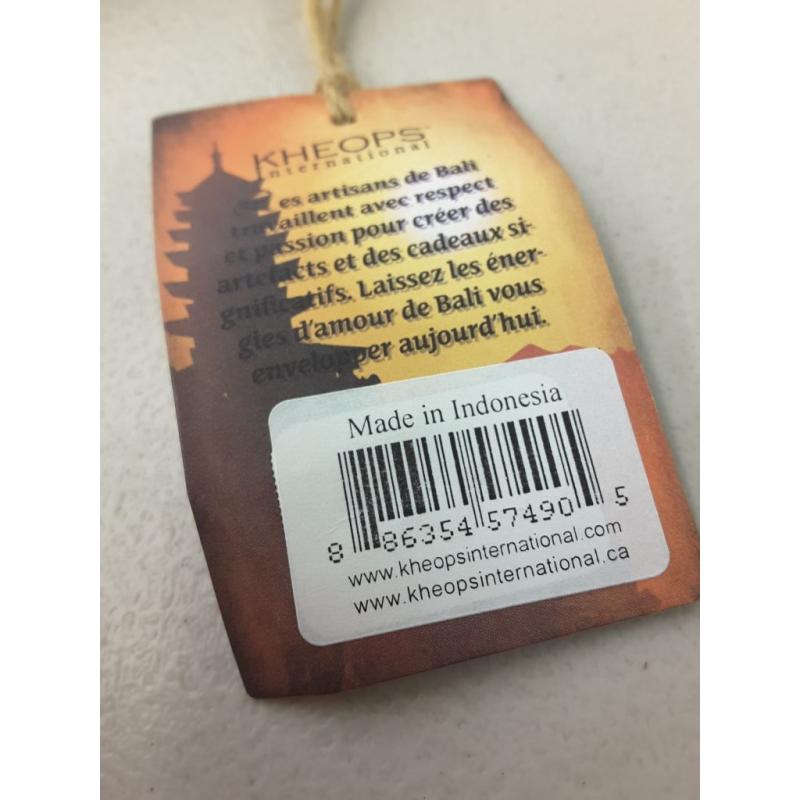 KHEOPS™
International
Les artisans de Bali
travaillent avec respect
et passion pour créer des
artefacts et des cadeaux si-
gnificatifs. Laissez les éner-
gies d'amour de Bali vous
envelopper aujourd'hui.
Made in Indonesia
8 86354 57490 5
www.kheopsinternational.com
www.kheopsinternational.ca